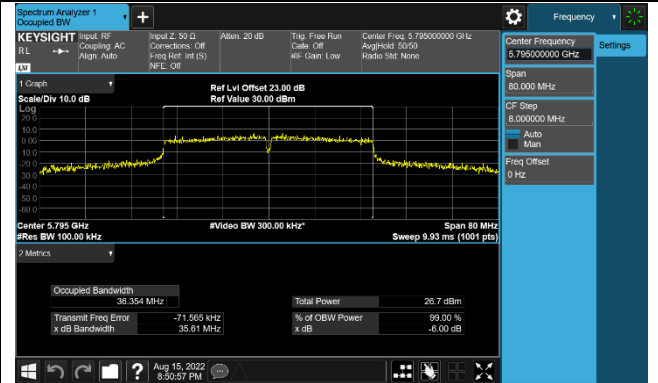 Spectrum Analyzer 1
Occupied BW
Frequency
KEYSIGHT
RL
LXI
Input: RF
Coupling: AC
Align: Auto
Input Z: 50 Ω
Corrections: Off
Freq Ref: Int (S)
NFE: Off
Atten: 20 dB
Trig: Free Run
Gate: Off
#IF Gain: Low
Center Freq: 5.795000000 GHz
Avg|Hold: 50/50
Radio Std: None
Center Frequency
5.795000000 GHz
Settings
Span
80.000 MHz
CF Step
8.000000 MHz
Auto
Man
Freq Offset
0 Hz
1 Graph
Scale/Div 10.0 dB
Ref Lvl Offset 23.00 dB
Ref Value 30.00 dBm
Log
20.0
10.0
0.00
-10.0
-20.0
-30.0
-40.0
-50.0
-60.0
Center 5.795 GHz
#Video BW 300.00 kHz*
Span 80 MHz
#Res BW 100.00 kHz
Sweep 9.93 ms (1001 pts)
2 Metrics
Occupied Bandwidth
36.354 MHz
Total Power 26.7 dBm
Transmit Freq Error -71.565 kHz
% of OBW Power 99.00 %
x dB Bandwidth 35.61 MHz
x dB -6.00 dB
Aug 15, 2022
8:50:57 PM